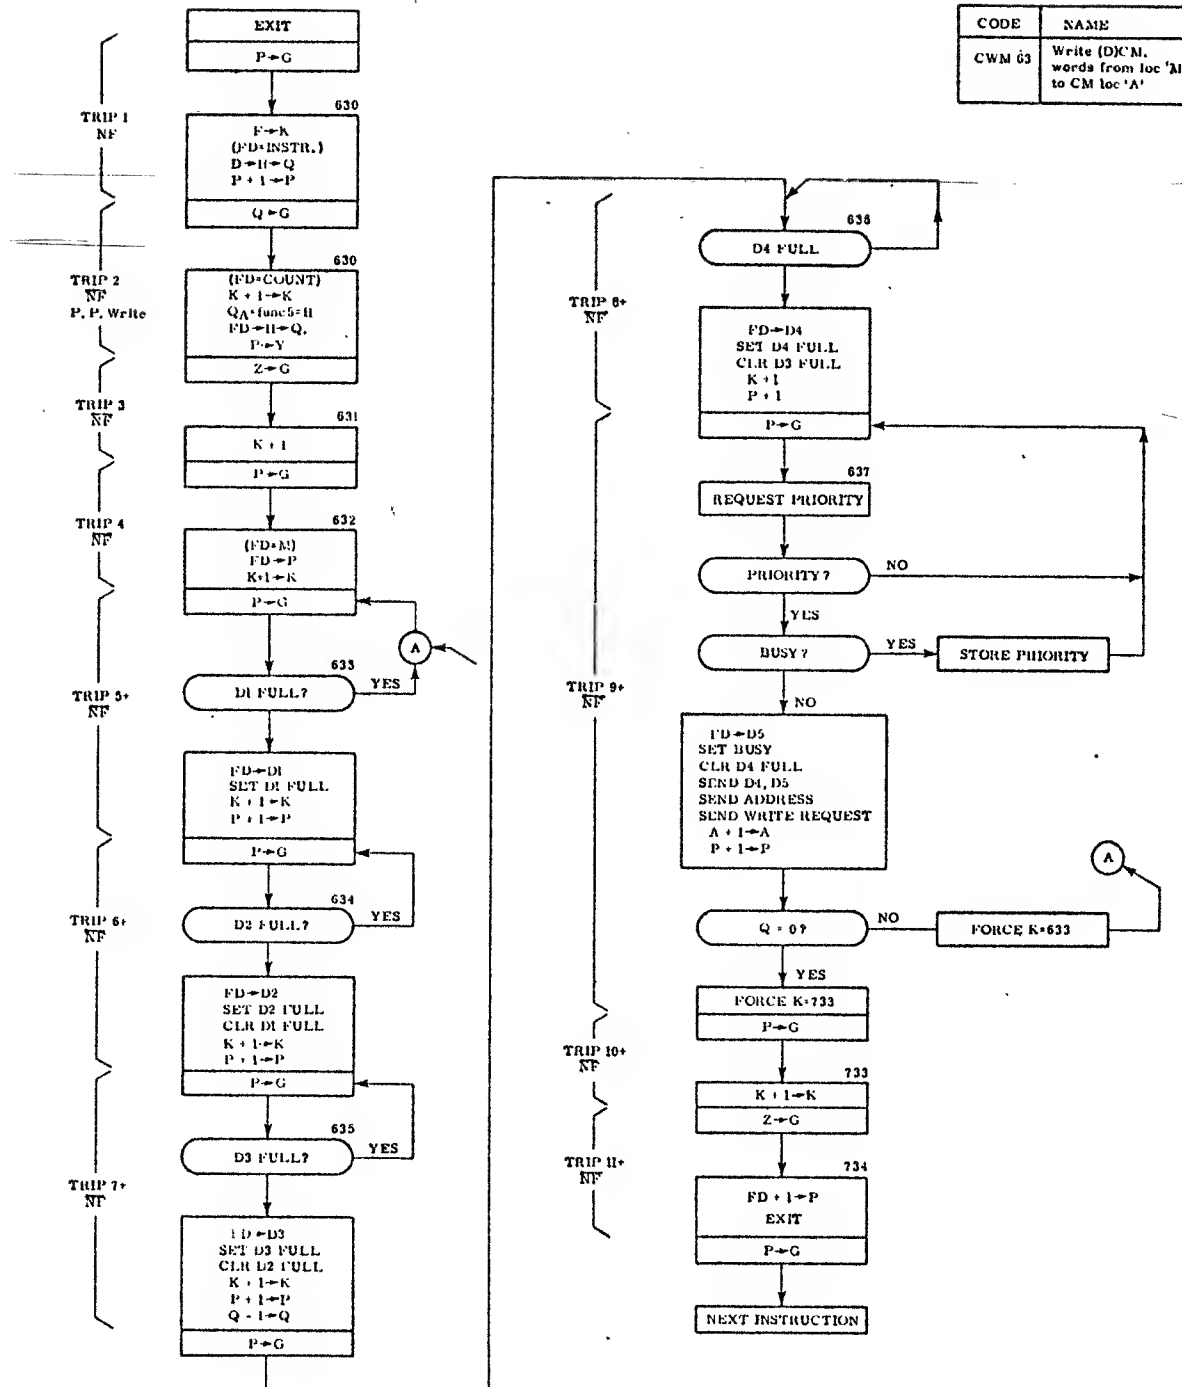 EXIT
P→G
TRIP 1
NF
630
F→K
(FD=INSTR.)
D→H→Q
P + 1→P
Q→G
TRIP 2
NF
P. P. Write
630
(FD=COUNT)
K + 1→K
FD→H→Q.
P→Y
Z→G
TRIP 3
NF
631
K + 1
P→G
TRIP 4
NF
632
(FD=M)
FD→P
K+1→K
P→G
A
633
D1 FULL?
YES
TRIP 5+
NF
FD→D1
SET D1 FULL
K + 1→K
P + 1→P
P→G
634
D2 FULL?
YES
TRIP 6+
NF
FD→D2
SET D2 FULL
CLR D1 FULL
K + 1→K
P + 1→P
P→G
635
D3 FULL?
YES
TRIP 7+
NF
FD→D3
SET D3 FULL
CLR D2 FULL
K + 1→K
P + 1→P
Q - 1→Q
P→G
CODE NAME
CWM 63 Write (D)CM,
words from loc 'M
to CM loc 'A'
636
D4 FULL
TRIP 8+
NF
FD→D4
SET D4 FULL
CLR D3 FULL
K + 1
P + 1
P→G
637
REQUEST PRIORITY
PRIORITY?
NO
YES
BUSY?
YES
STORE PRIORITY
TRIP 9+
NF
NO
FD→D5
SET BUSY
CLR D4 FULL
SEND D4, D5
SEND ADDRESS
SEND WRITE REQUEST
A + 1→A
P + 1→P
A
Q = 0?
NO
FORCE K=633
YES
FORCE K=733
P→G
TRIP 10+
NF
733
K + 1→K
Z→G
TRIP 11+
NF
734
FD + 1→P
EXIT
P→G
NEXT INSTRUCTION